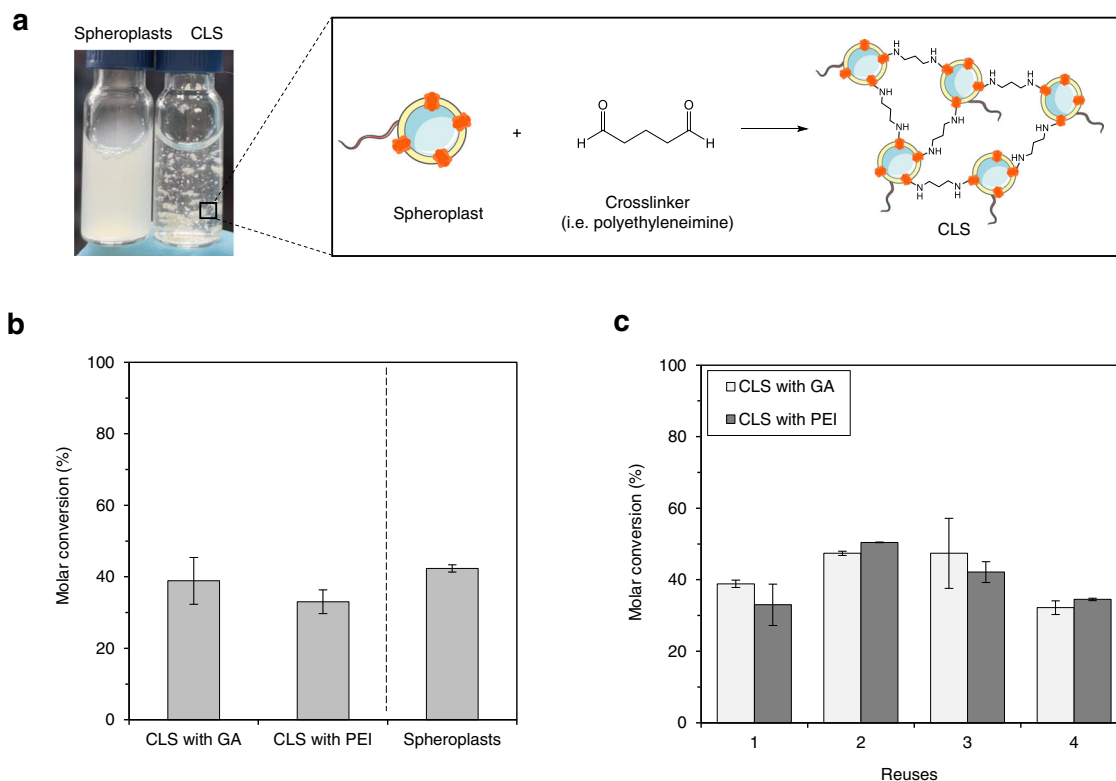 a
Spheroplasts CLS
O O
H H
Spheroplast
+
Crosslinker
(i.e. polyethyleneimine)
H
N
H
N
H
N
N
H
HN
NH
NH
HN
NH
HN
N
H
N
H
CLS
b
Molar conversion (%)
100
80
60
40
20
0
CLS with GA CLS with PEI Spheroplasts
c
Molar conversion (%)
100
80
60
40
20
0
CLS with GA
CLS with PEI
1 2 3 4
Reuses